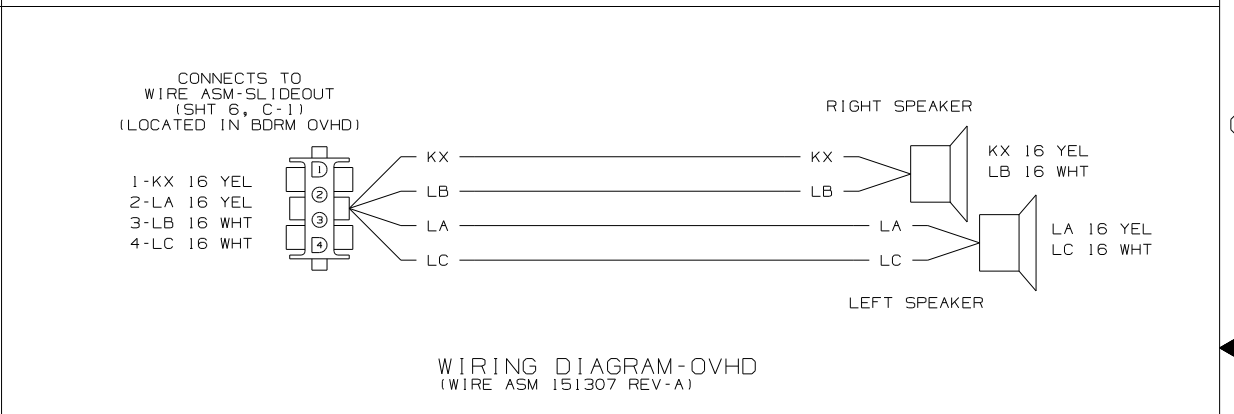 CONNECTS TO
WIRE ASM-SLIDEOUT
(SHT 6, C-1)
(LOCATED IN BDRM OVHD)
1-KX 16 YEL
2-LA 16 YEL
3-LB 16 WHT
4-LC 16 WHT
1
2
3
4
KX
LB
LA
LC
KX
LB
LA
LC
RIGHT SPEAKER
KX 16 YEL
LB 16 WHT
LA 16 YEL
LC 16 WHT
LEFT SPEAKER
WIRING DIAGRAM-OVHD
(WIRE ASM 151307 REV-A)